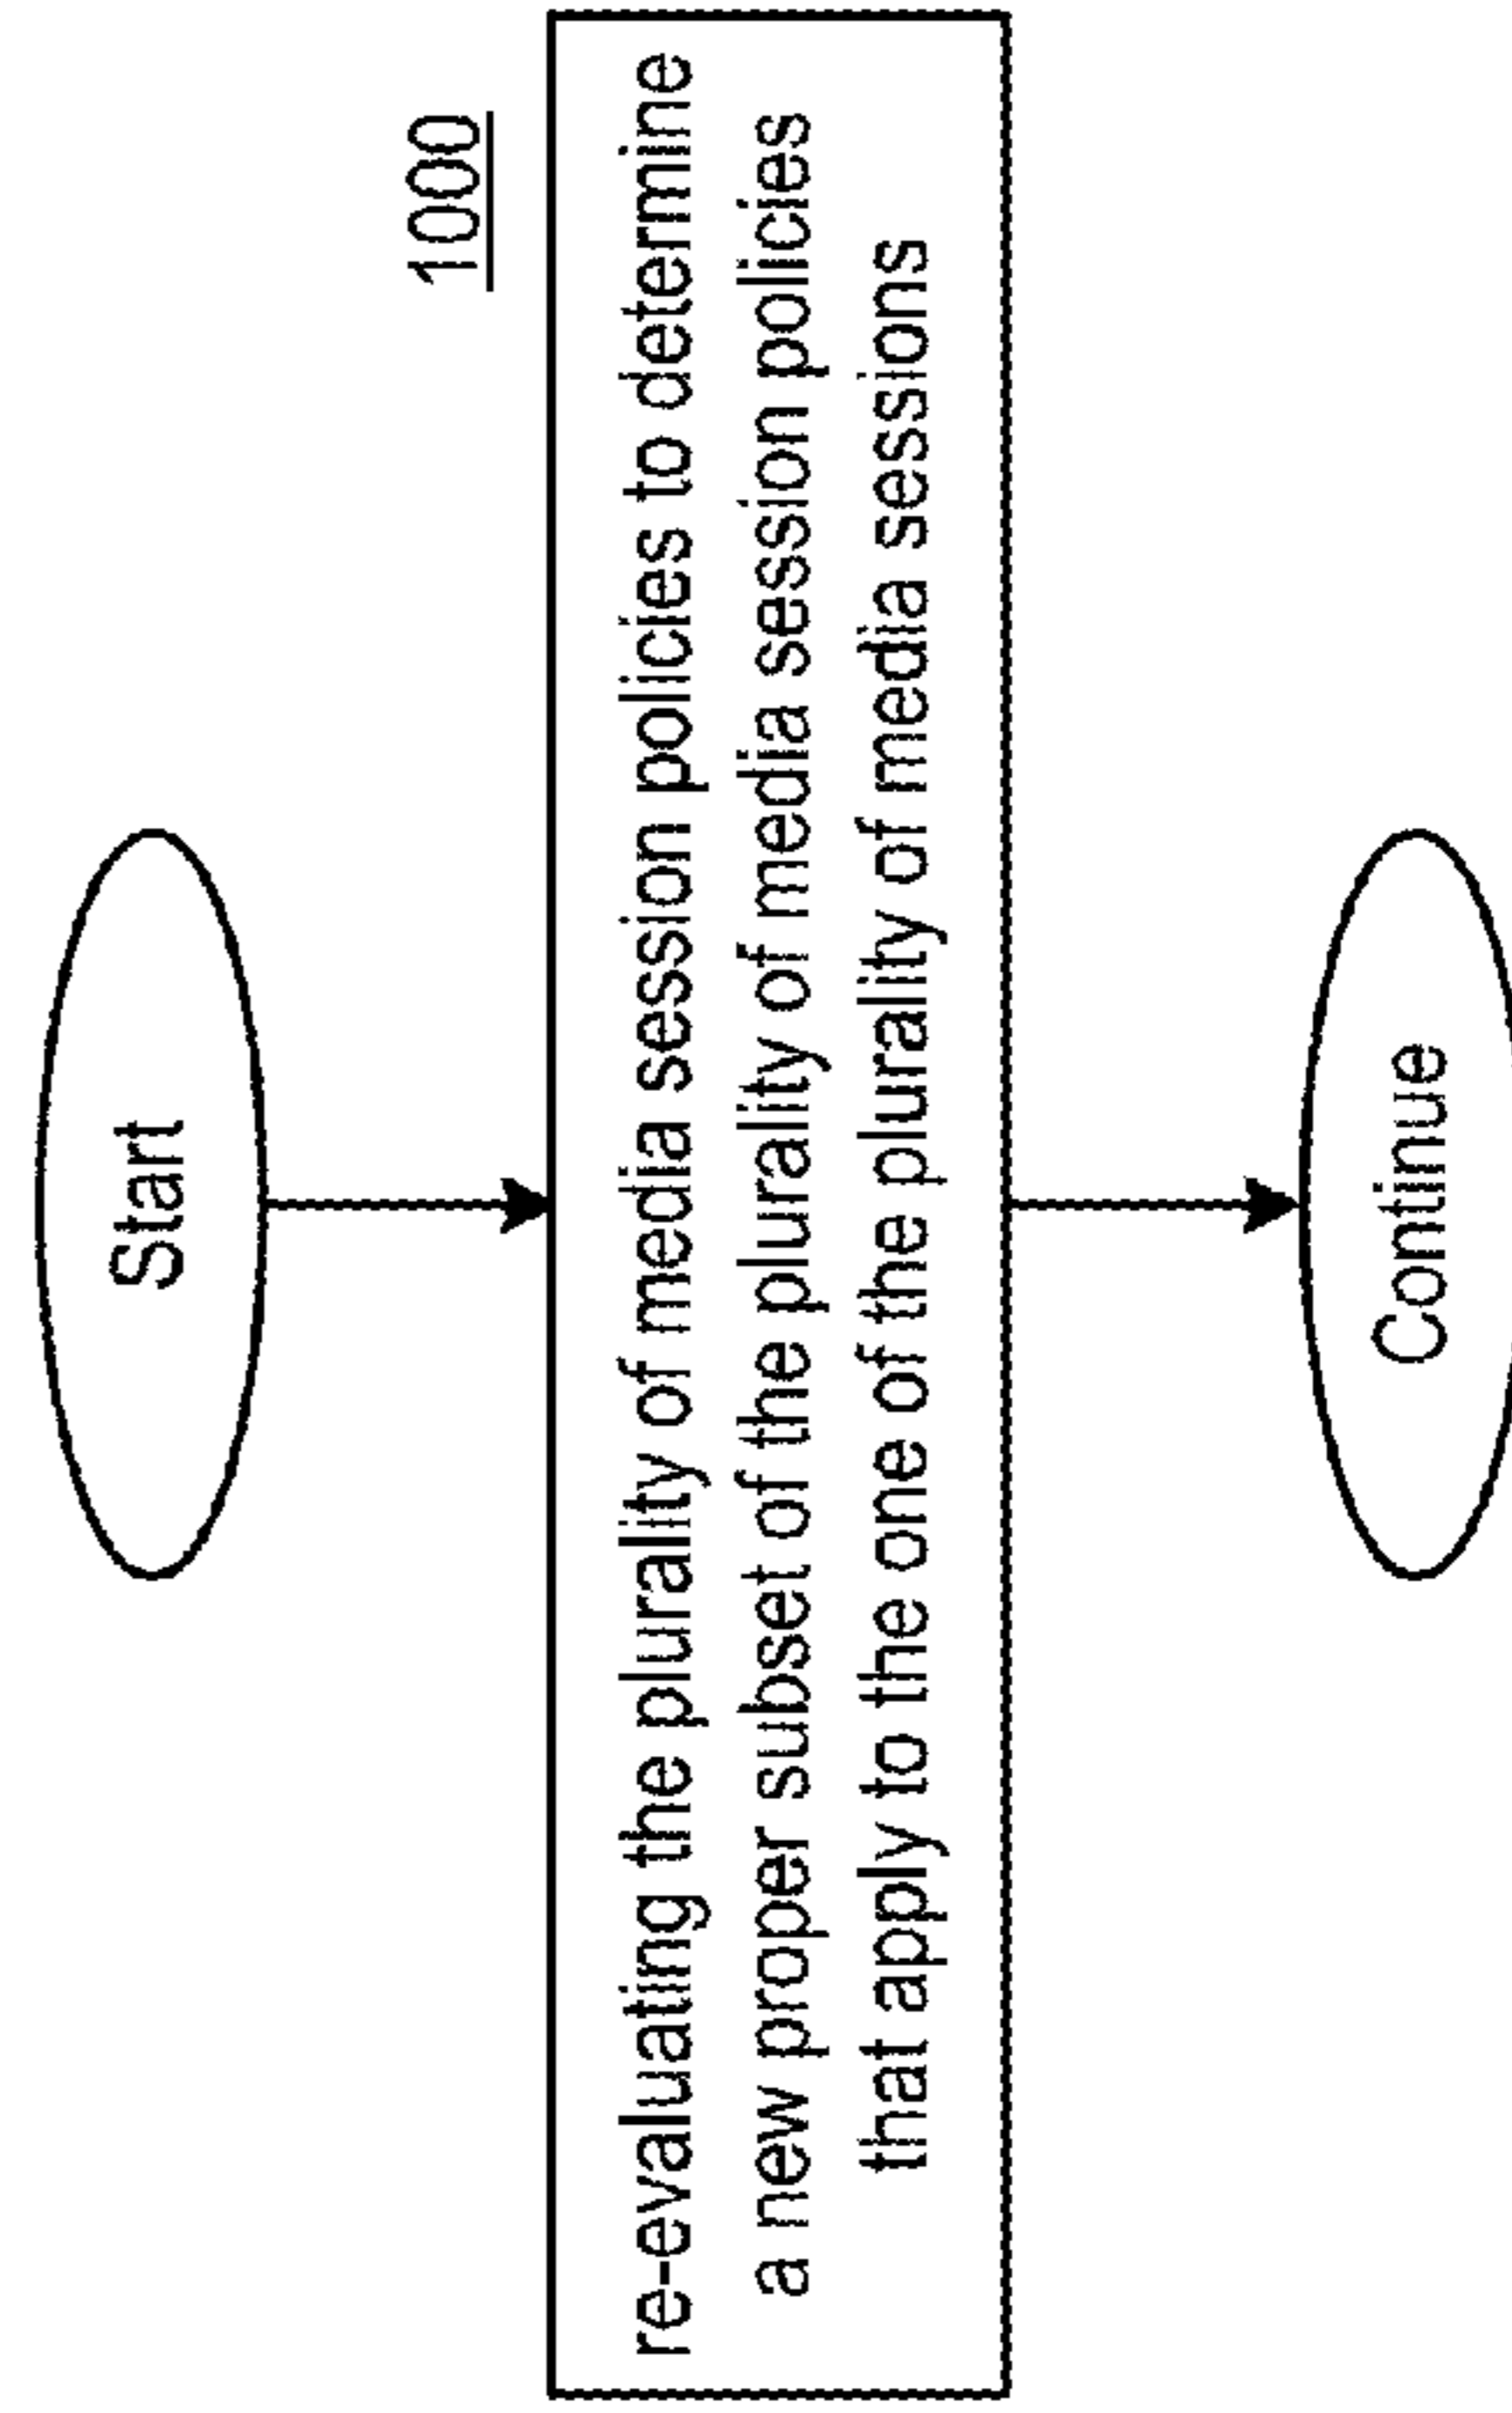 Start
1000
re-evaluating the plurality of media session policies to determine
a new proper subset of the plurality of media session policies
that apply to the one of the plurality of media sessions
Continue